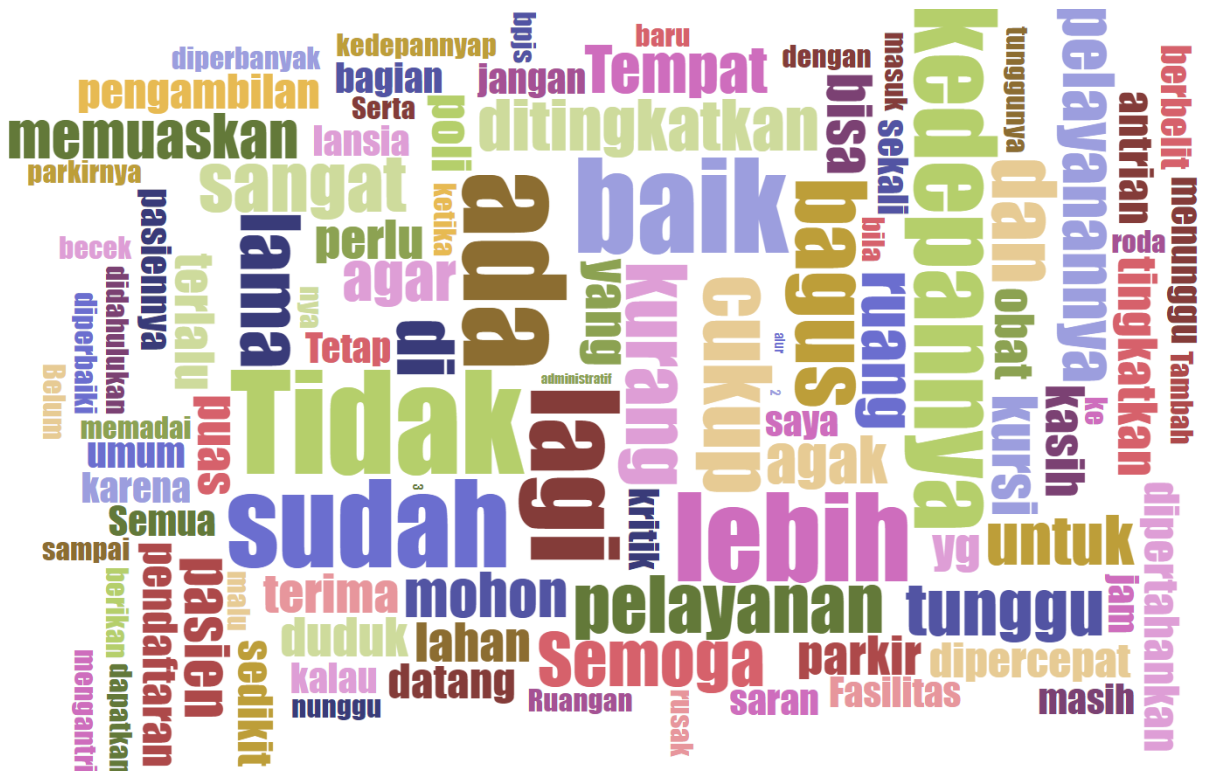 bpjs
baru
kedepannyap
diperbanyak
dengan
masuk
tunggunya
kedepannya
pelayanannya
berbelit
bagian
jangan
Tempat
pengambilan
Serta
poli
ditingkatkan
bisa
antrian
memuaskan
lansia
sekali
parkirnya
sangat
baik
dan
ada
menunggu
ketika
bagus
pasiennya
lama
perlu
bila
roda
becek
terlalu
agar
yang
kurang
tingkatkan
didahulukan
cukup
ruang
nya
obat
diperbaiki
di
Tetap
alur
Tambah
Belum
Tidak
administratif
lagi
2
kasih
puas
kursi
ke
memadai
saya
umum
agak
karena
sudah
3
kritik
lebih
dipertahankan
Semua
untuk
sampai
yg
pendaftaran
pasien
berikan
malu
terima
mohon
pelayanan
tunggu
jam
duduk
lahan
Semoga
parkir
dipercepat
sedikit
mengantri
dapatkan
kalau
datang
nunggu
Ruangan
rusak
saran
Fasilitas
masih